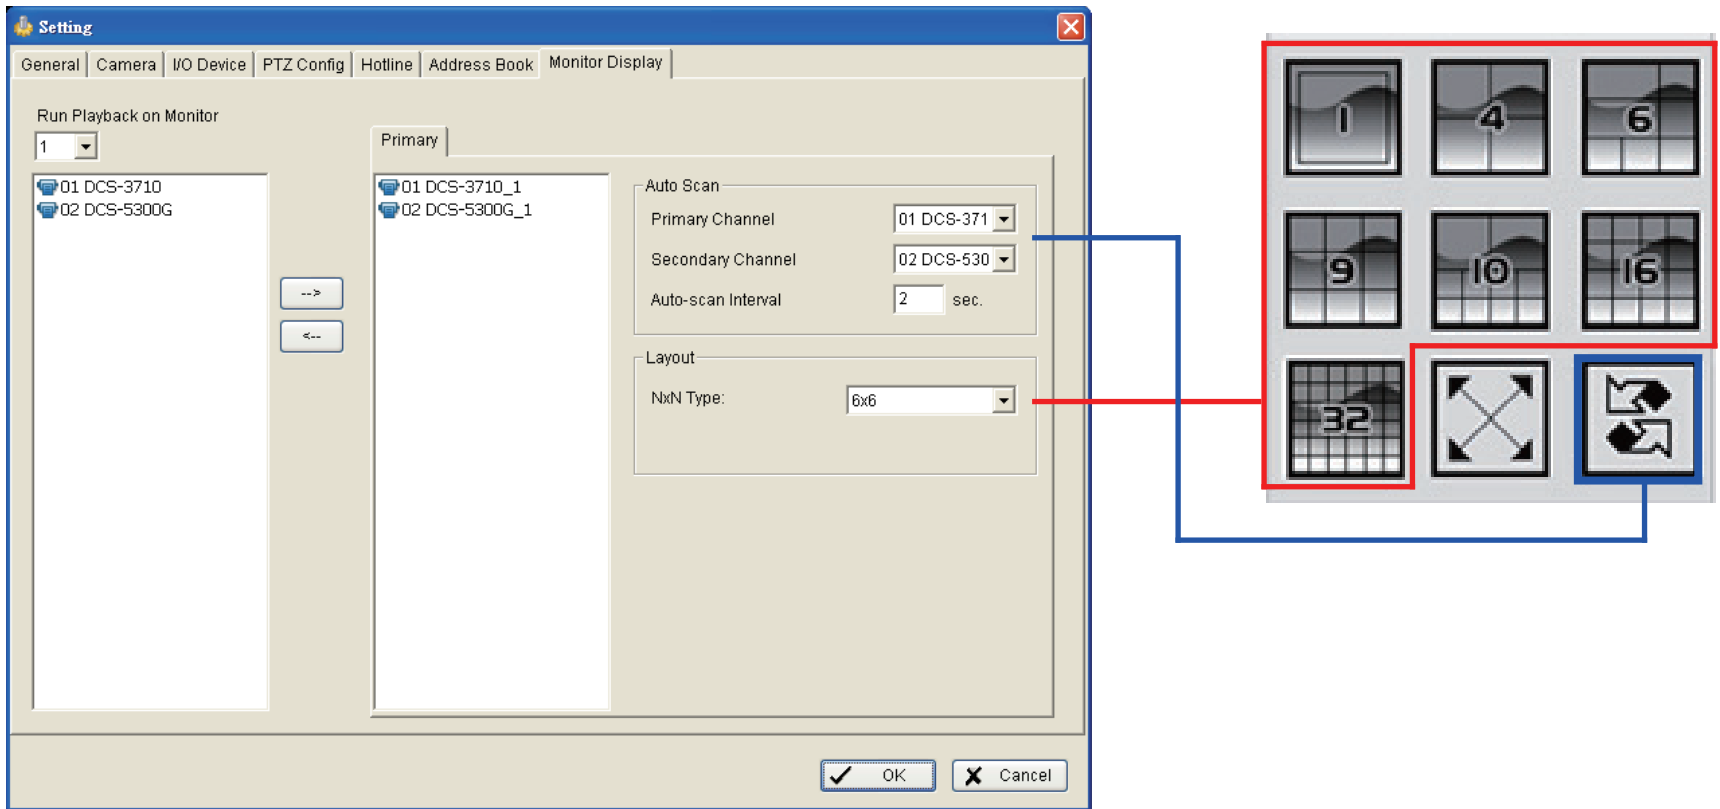 Setting
General Camera I/O Device PTZ Config Hotline Address Book Monitor Display
Run Playback on Monitor
1
01 DCS-3710
02 DCS-5300G
-->
<--
Primary
01 DCS-3710_1
02 DCS-5300G_1
Auto Scan
Primary Channel 01 DCS-371
Secondary Channel 02 DCS-530
Auto-scan Interval 2 sec.
Layout
NxN Type: 6x6
OK Cancel
1 4 6
9 10 16
32